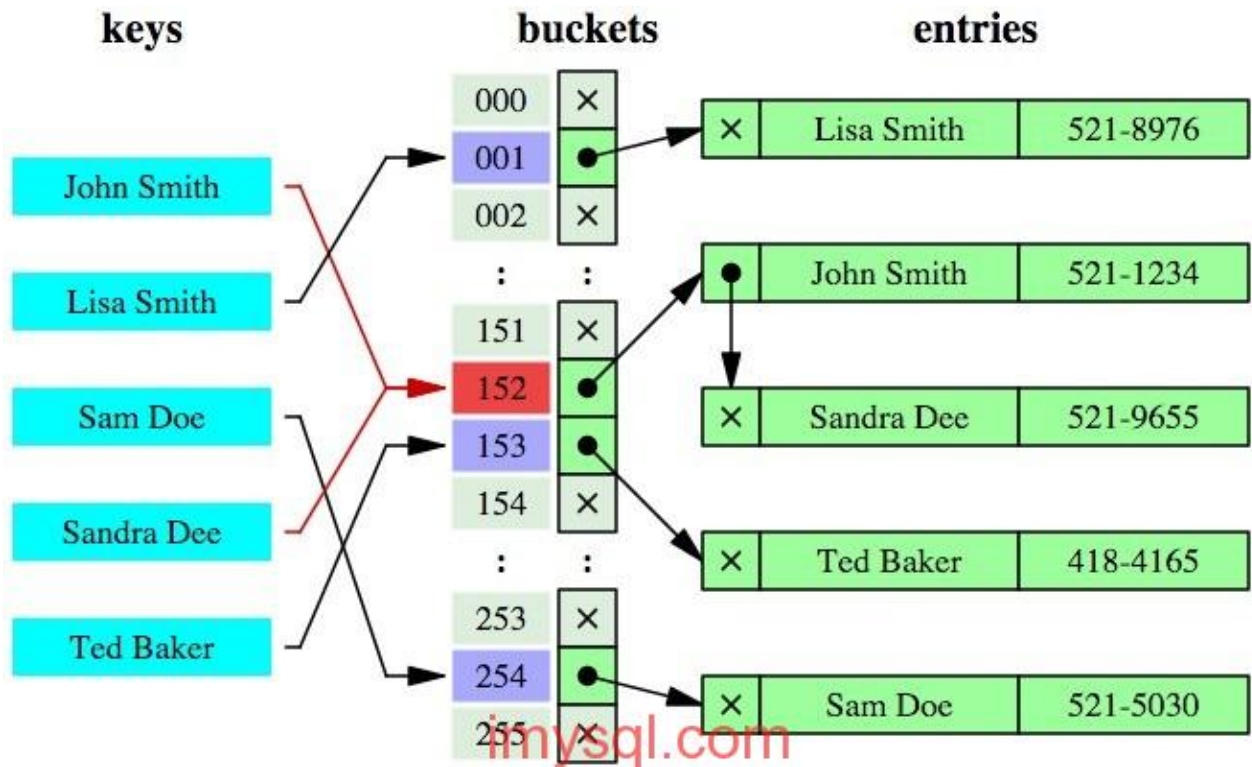 keys buckets entries
John Smith
Lisa Smith
Sam Doe
Sandra Dee
Ted Baker
000 ×
001
002 ×
: :
151 ×
152
153
154 ×
: :
253 ×
254
255 ×
× Lisa Smith 521-8976
John Smith 521-1234
× Sandra Dee 521-9655
× Ted Baker 418-4165
× Sam Doe 521-5030
imysql.com